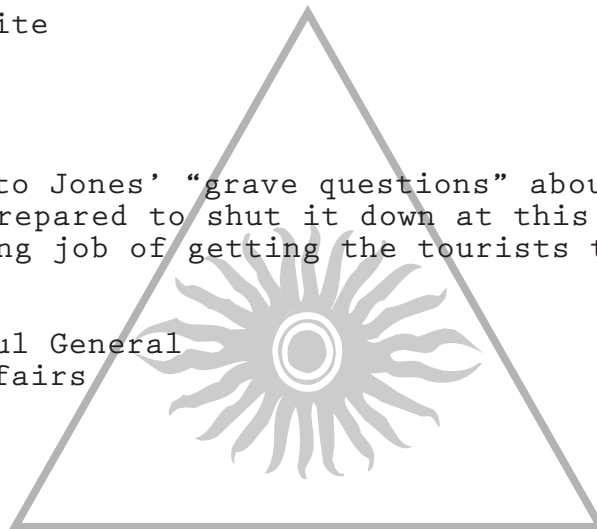 ite
to Jones’ “grave questions” abou
repared to shut it down at this
ng job of getting the tourists t
ul General
fairs